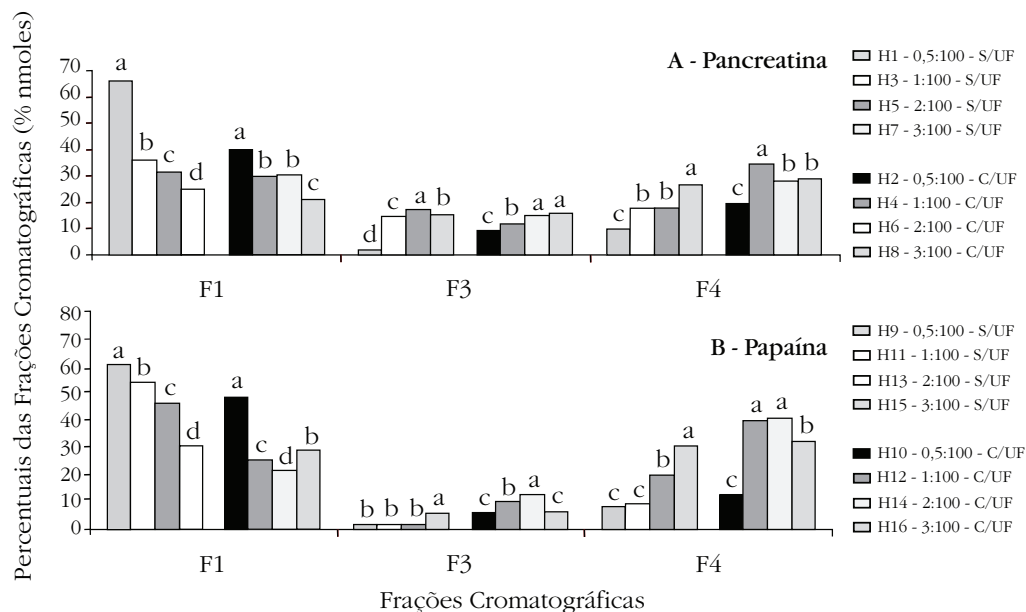 Percentuais das Frações Cromatográficas (% nmoles)
A - Pancreatina
70
60
50
40
30
20
10
0
a
b
c
d
a
b
b
c
d
c
a
b
c
b
a
a
c
b
b
a
c
a
b
b
F1
F3
F4
H1 - 0,5:100 - S/UF
H3 - 1:100 - S/UF
H5 - 2:100 - S/UF
H7 - 3:100 - S/UF
H2 - 0,5:100 - C/UF
H4 - 1:100 - C/UF
H6 - 2:100 - C/UF
H8 - 3:100 - C/UF
B - Papaína
80
70
60
50
40
30
20
10
0
a
b
c
d
a
c
d
b
b
b
b
a
c
b
a
c
c
c
b
a
c
a
a
b
F1
F3
F4
H9 - 0,5:100 - S/UF
H11 - 1:100 - S/UF
H13 - 2:100 - S/UF
H15 - 3:100 - S/UF
H10 - 0,5:100 - C/UF
H12 - 1:100 - C/UF
H14 - 2:100 - C/UF
H16 - 3:100 - C/UF
Frações Cromatográficas